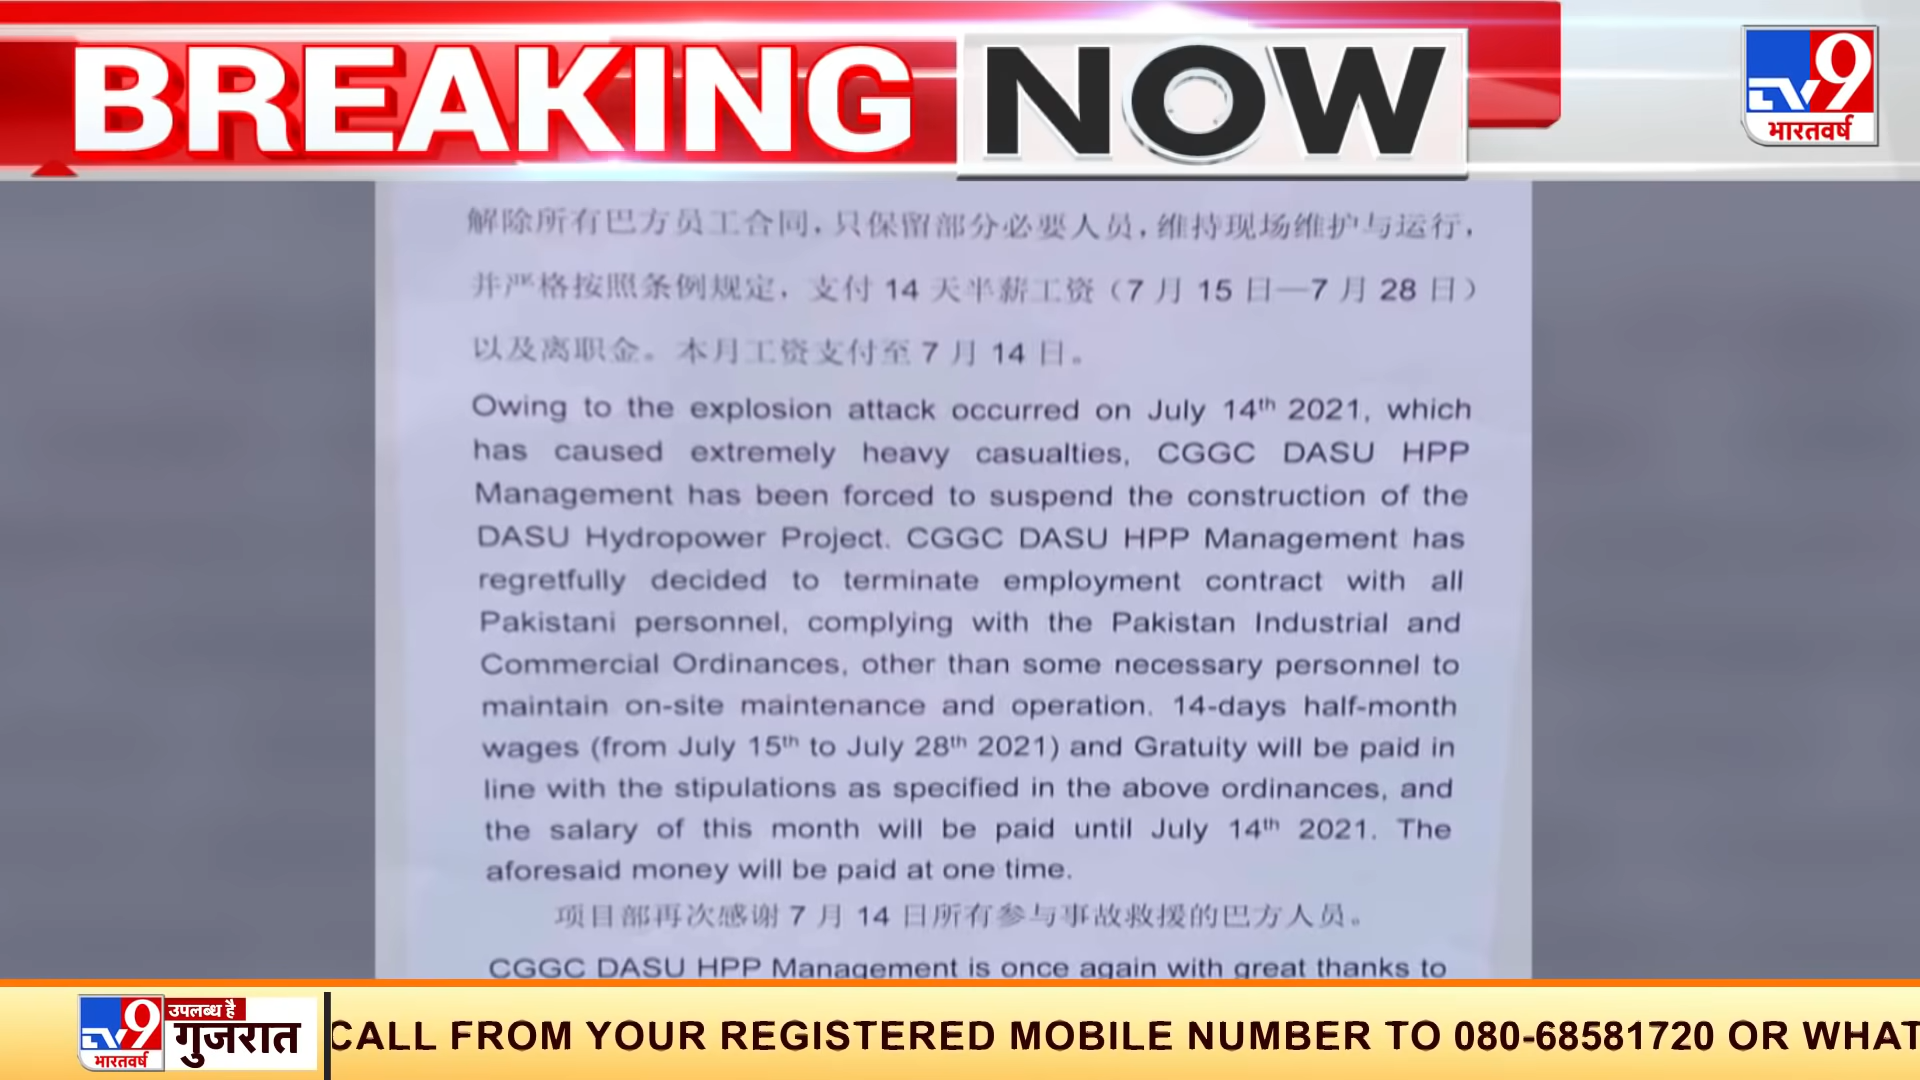 BREAKING NOW
TV9
भारतवर्ष
解除所有巴方员工合同，只保留部分必要人员，维持现场维护与运行，
并严格按照条例规定，支付 14 天半薪工资（7 月 15 日—7 月 28 日）
以及离职金。本月工资支付至 7 月 14 日。
Owing to the explosion attack occurred on July 14th 2021, which
has caused extremely heavy casualties, CGGC DASU HPP
Management has been forced to suspend the construction of the
DASU Hydropower Project. CGGC DASU HPP Management has
regretfully decided to terminate employment contract with all
Pakistani personnel, complying with the Pakistan Industrial and
Commercial Ordinances, other than some necessary personnel to
maintain on-site maintenance and operation. 14-days half-month
wages (from July 15th to July 28th 2021) and Gratuity will be paid in
line with the stipulations as specified in the above ordinances, and
the salary of this month will be paid until July 14th 2021. The
aforesaid money will be paid at one time.
项目部再次感谢 7 月 14 日所有参与事故救援的巴方人员。
CGGC DASU HPP Management is once again with great thanks to
TV9
भारतवर्ष
उपलब्ध है
गुजरात
CALL FROM YOUR REGISTERED MOBILE NUMBER TO 080-68581720 OR WHAT